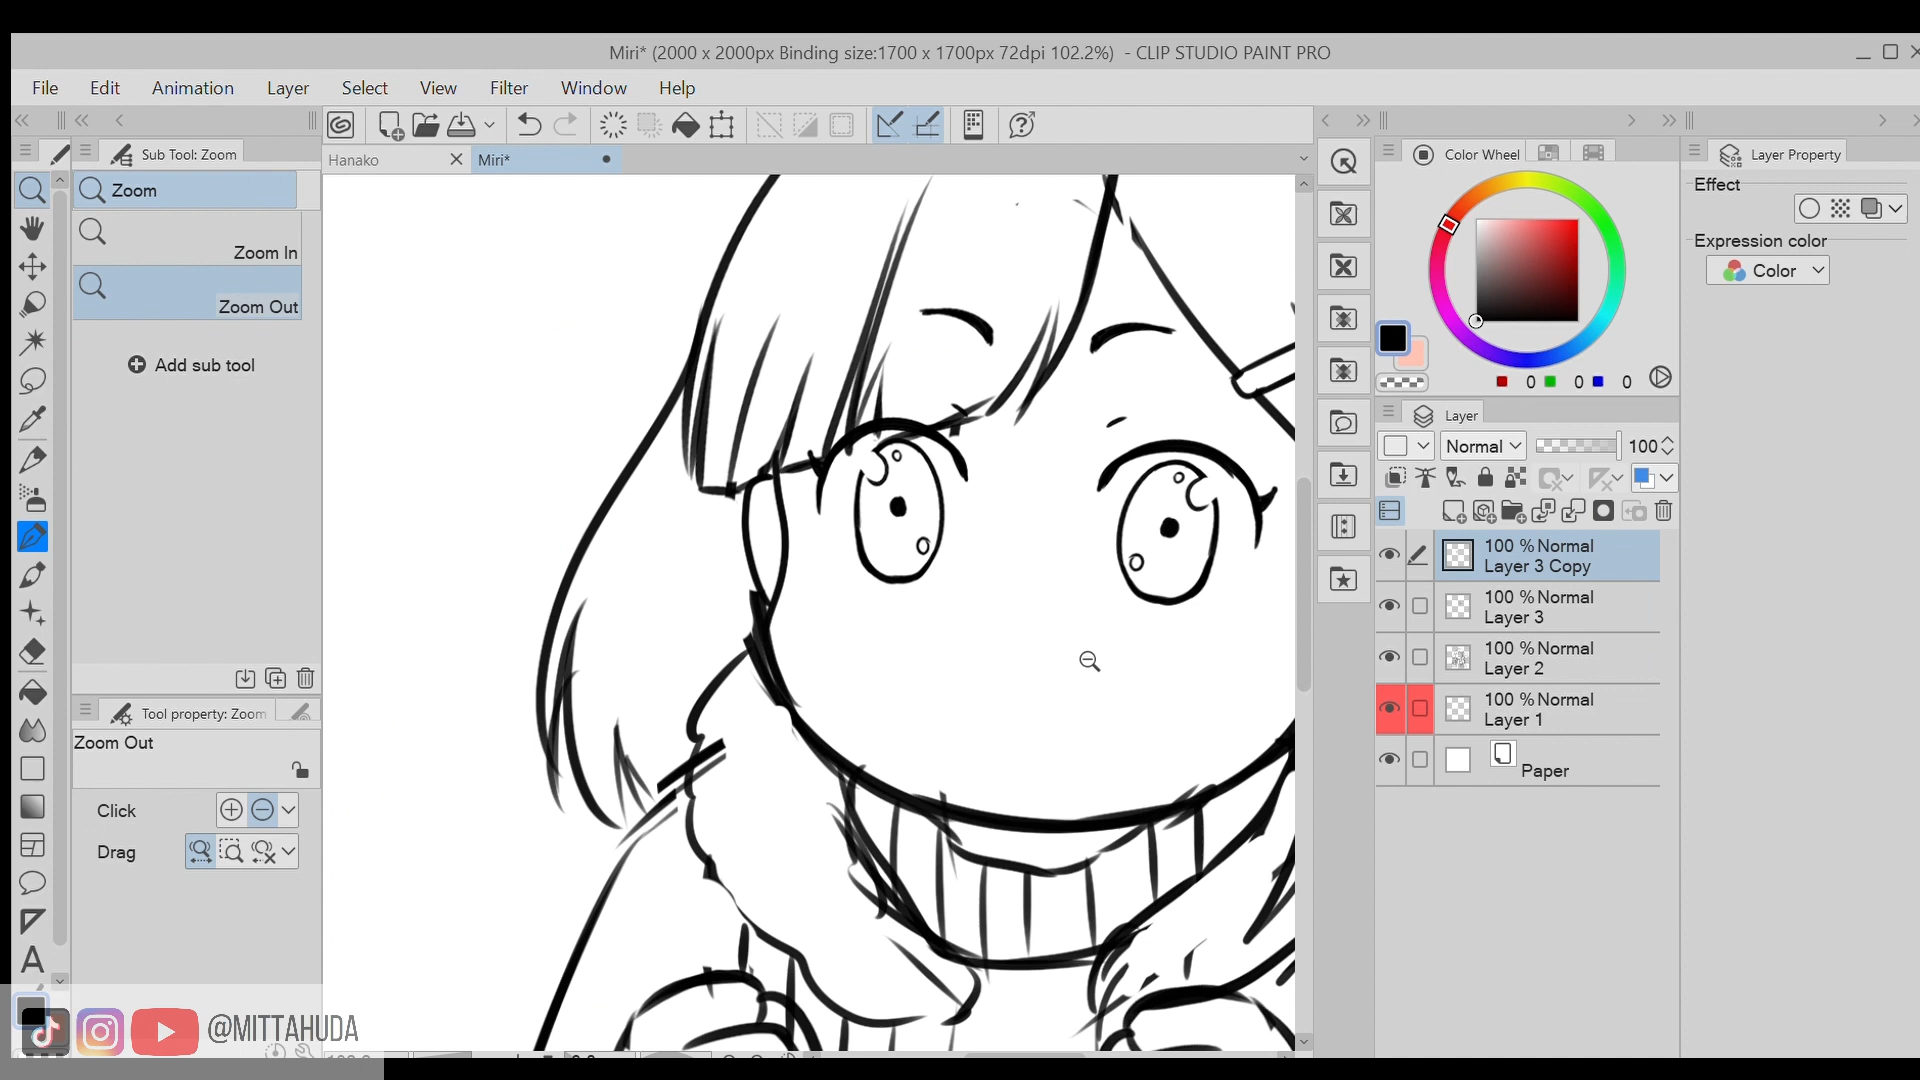 Miri* (2000 x 2000px Binding size:1700 x 1700px 72dpi 102.2%) - CLIP STUDIO PAINT PRO
File Edit Animation Layer Select View Filter Window Help
Hanako
Miri*
Sub Tool: Zoom
Zoom
Zoom In
Zoom Out
Add sub tool
Tool property: Zoom
Zoom Out
Click
Drag
Color Wheel
0 0 0
Layer
Normal 100
100 %Normal
Layer 3 Copy
100 %Normal
Layer 3
100 %Normal
Layer 2
100 %Normal
Layer 1
Paper
Layer Property
Effect
Expression color
Color
@MITTAHUDA